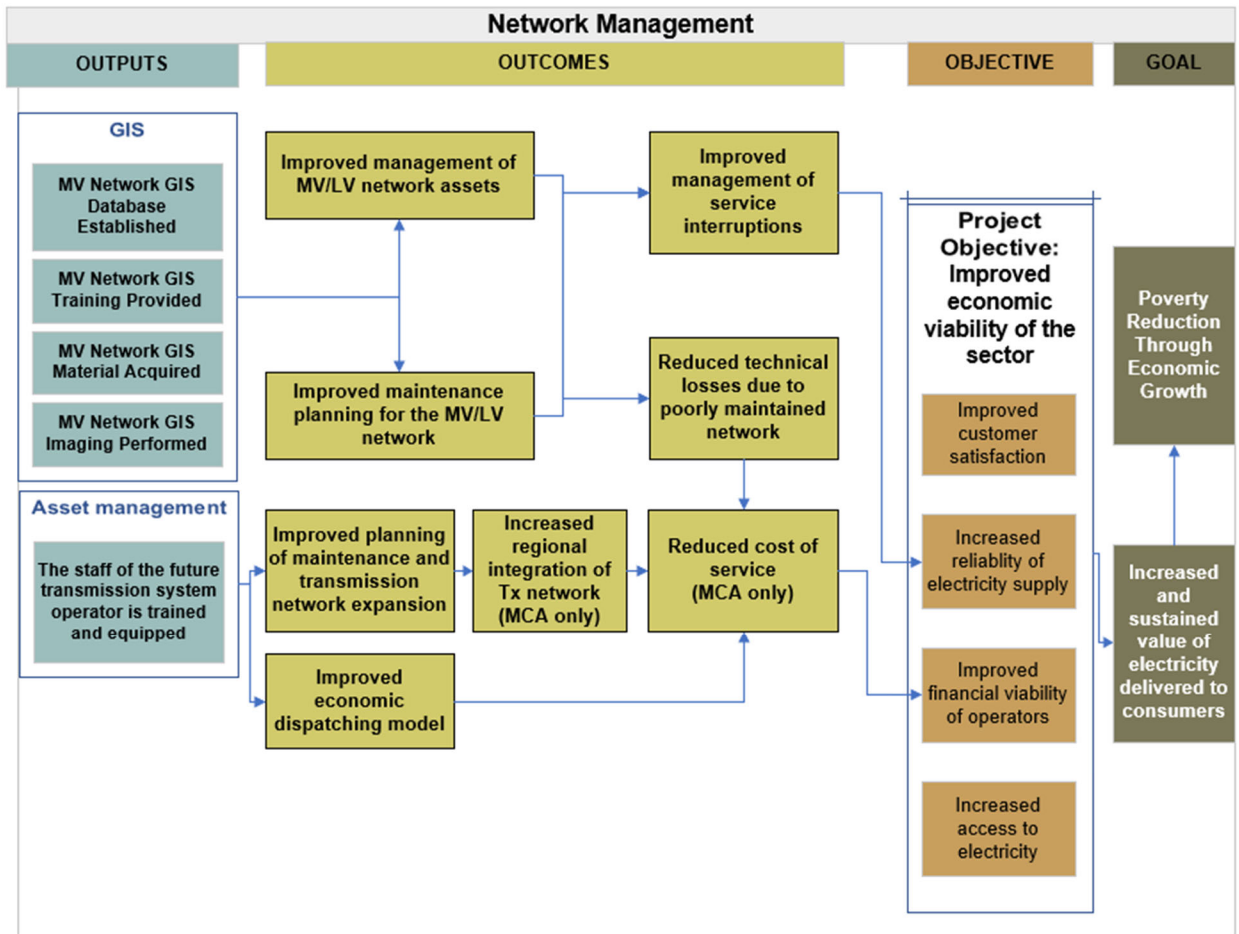 Network Management
OUTPUTS
OUTCOMES
OBJECTIVE
GOAL
GIS
MV Network GIS
Database
Established
MV Network GIS
Training Provided
MV Network GIS
Material Acquired
MV Network GIS
Imaging Performed
Asset management
The staff of the future
transmission system
operator is trained
and equipped
Improved management of
MV/LV network assets
Improved maintenance
planning for the MV/LV
network
Improved planning
of maintenance and
transmission
network expansion
Improved
economic
dispatching model
Increased
regional
integration of
Tx network
(MCA only)
Improved
management of
service
interruptions
Reduced technical
losses due to
poorly maintained
network
Reduced cost of
service
(MCA only)
Project
Objective:
Improved
economic
viability of the
sector
Improved
customer
satisfaction
Increased
reliablity of
electricity supply
Improved
financial viability
of operators
Increased
access to
electricity
Poverty
Reduction
Through
Economic
Growth
Increased
and
sustained
value of
electricity
delivered to
consumers